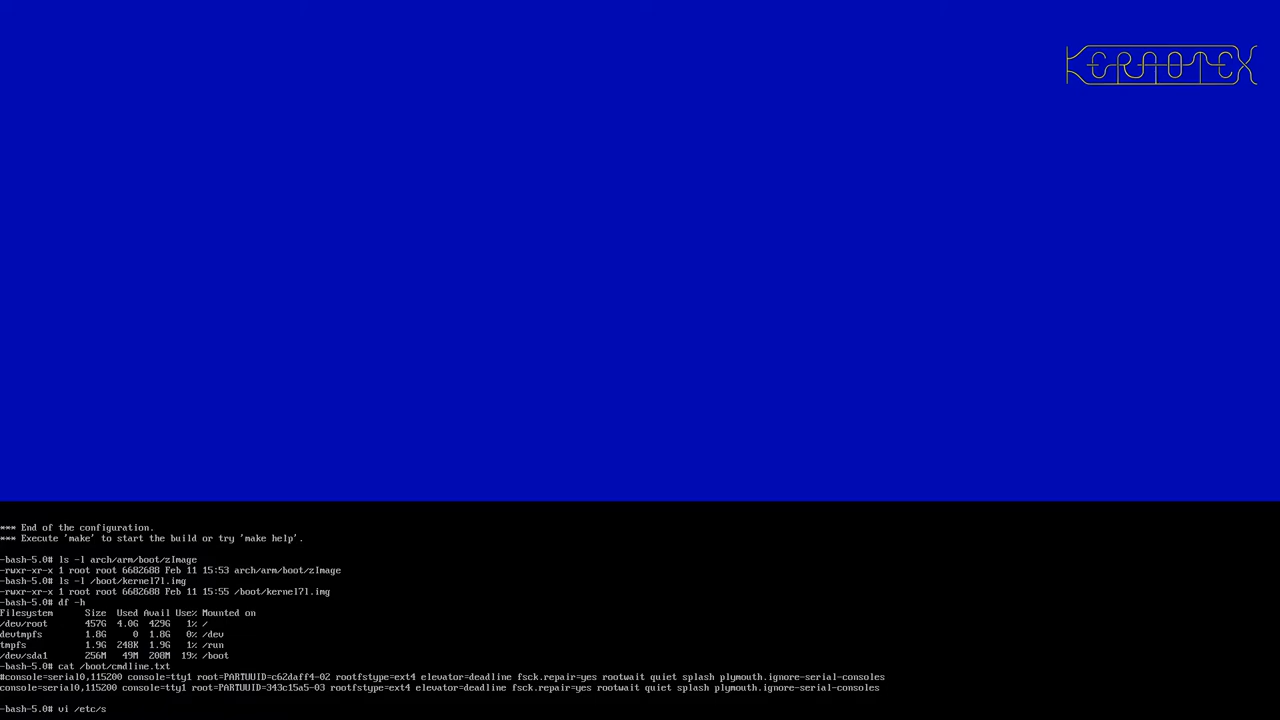 KERNOTEX
*** End of the configuration.
*** Execute 'make' to start the build or try 'make help'.
-bash-5.0# ls -l arch/arm/boot/zImage
-rwxr-xr-x 1 root root 6682688 Feb 11 15:53 arch/arm/boot/zImage
-bash-5.0# ls -l /boot/kernel7l.img
-rwxr-xr-x 1 root root 6682688 Feb 11 15:55 /boot/kernel7l.img
-bash-5.0# df -h
Filesystem      Size  Used Avail Use% Mounted on
/dev/root       457G  4.0G  429G   1% /
devtmpfs        1.8G     0  1.8G   0% /dev
tmpfs           1.9G  248K  1.9G   1% /run
/dev/sda1       256M   49M  208M  19% /boot
-bash-5.0# cat /boot/cmdline.txt
#console=serial0,115200 console=tty1 root=PARTUUID=c62daff4-02 rootfstype=ext4 elevator=deadline fsck.repair=yes rootwait quiet splash plymouth.ignore-serial-consoles
console=serial0,115200 console=tty1 root=PARTUUID=343c15a5-03 rootfstype=ext4 elevator=deadline fsck.repair=yes rootwait quiet splash plymouth.ignore-serial-consoles
-bash-5.0# vi /etc/s